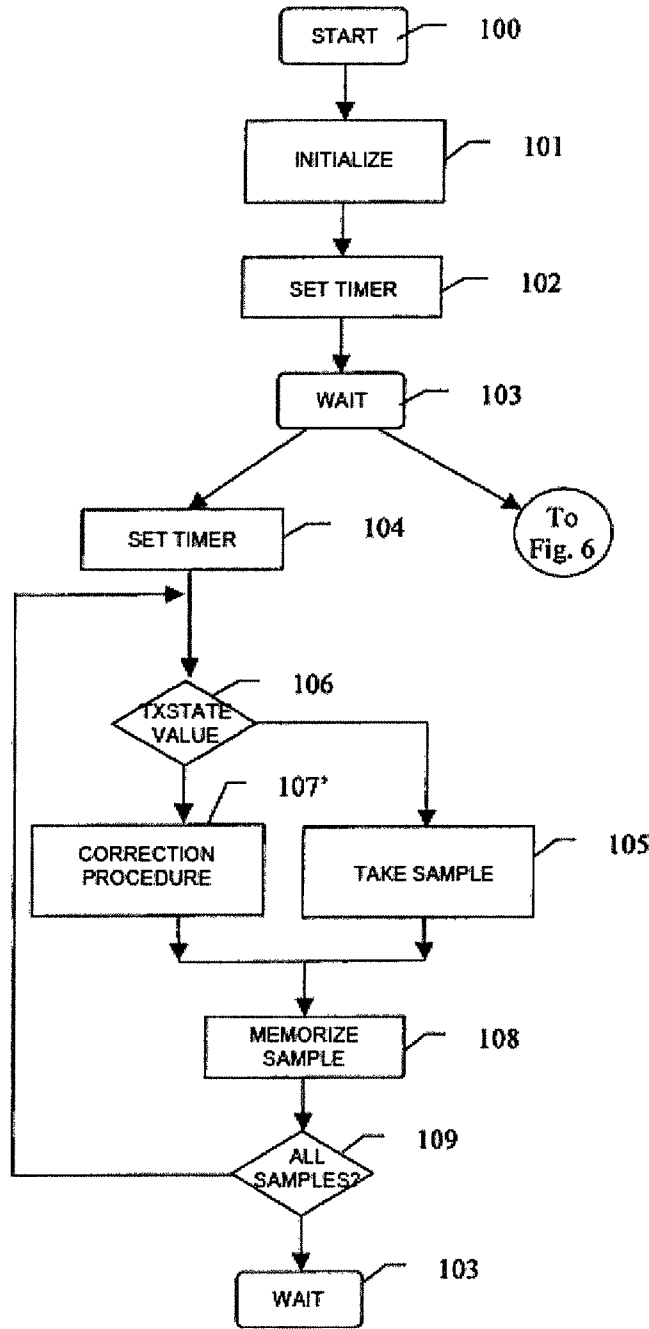 START
100
INITIALIZE
101
SET TIMER
102
WAIT
103
SET TIMER
104
To
Fig. 6
TXSTATE
VALUE
106
CORRECTION
PROCEDURE
107’
TAKE SAMPLE
105
MEMORIZE
SAMPLE
108
ALL
SAMPLES?
109
WAIT
103